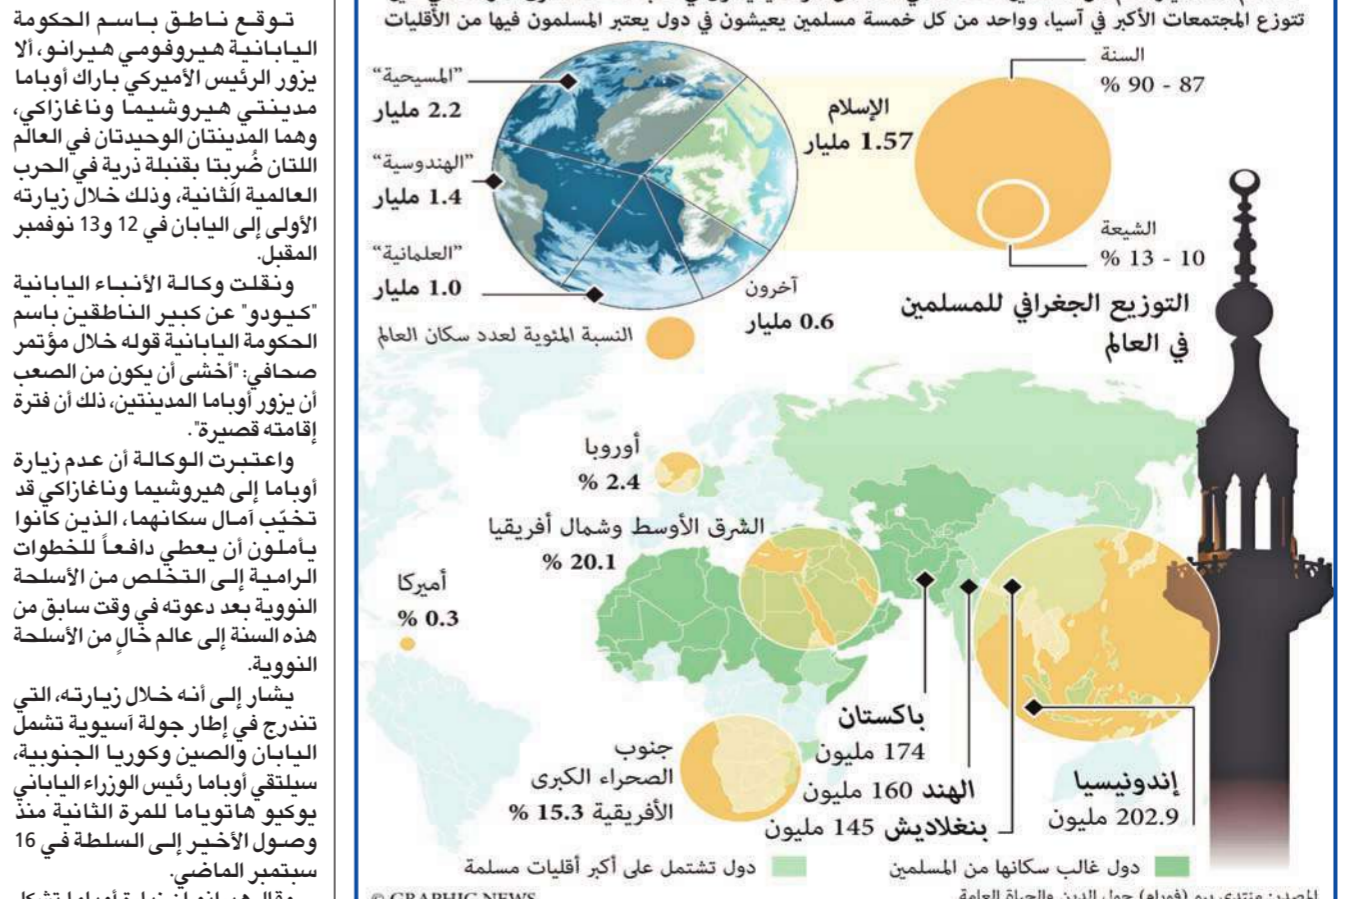 تتوزع المجتمعات الأكبر في آسيا، وواحد من كل خمسة مسلمين يعيشون في دول يعتبر المسلمون فيها من الأقليات
السنة
87 - 90 %
الإسلام
1.57 مليار
الشيعة
10 - 13 %
"المسيحية"
2.2 مليار
"الهندوسية"
1.4 مليار
"العلمانية"
1.0 مليار
آخرون
0.6 مليار
النسبة المئوية لعدد سكان العالم
التوزيع الجغرافي للمسلمين
في العالم
أوروبا
2.4 %
الشرق الأوسط وشمال أفريقيا
20.1 %
أميركا
0.3 %
جنوب
الصحراء الكبرى
الأفريقية 15.3 %
باكستان
174 مليون
الهند 160 مليون
بنغلاديش 145 مليون
إندونيسيا
202.9 مليون
دول غالب سكانها من المسلمين
دول تشتمل على أكبر أقليات مسلمة
المصدر: منتدى بيو (فورام) حول الدين والحياة العامة
© GRAPHIC NEWS
توقع ناطق باسم الحكومة
اليابانية هيروفومي هيرانو، ألا
يزور الرئيس الأميركي باراك أوباما
مدينتي هيروشيما وناغازاكي،
وهما المدينتان الوحيدتان في العالم
اللتان ضُربتا بقنبلة ذرية في الحرب
العالمية الثانية، وذلك خلال زيارته
الأولى إلى اليابان في 12 و13 نوفمبر
المقبل.
ونقلت وكالة الأنباء اليابانية
"كيودو" عن كبير الناطقين باسم
الحكومة اليابانية قوله خلال مؤتمر
صحافي: "أخشى أن يكون من الصعب
أن يزور أوباما المدينتين، ذلك أن فترة
إقامته قصيرة".
واعتبرت الوكالة أن عدم زيارة
أوباما إلى هيروشيما وناغازاكي قد
تخيّب آمال سكانهما، الذين كانوا
يأملون أن يعطي دافعاً للخطوات
الرامية إلى التخلص من الأسلحة
النووية بعد دعوته في وقت سابق من
هذه السنة إلى عالم خالٍ من الأسلحة
النووية.
يشار إلى أنه خلال زيارته، التي
تندرج في إطار جولة آسيوية تشمل
اليابان والصين وكوريا الجنوبية،
سيلتقي أوباما رئيس الوزراء الياباني
يوكيو هاتوياما للمرة الثانية منذ
وصول الأخير إلى السلطة في 16
سبتمبر الماضي.